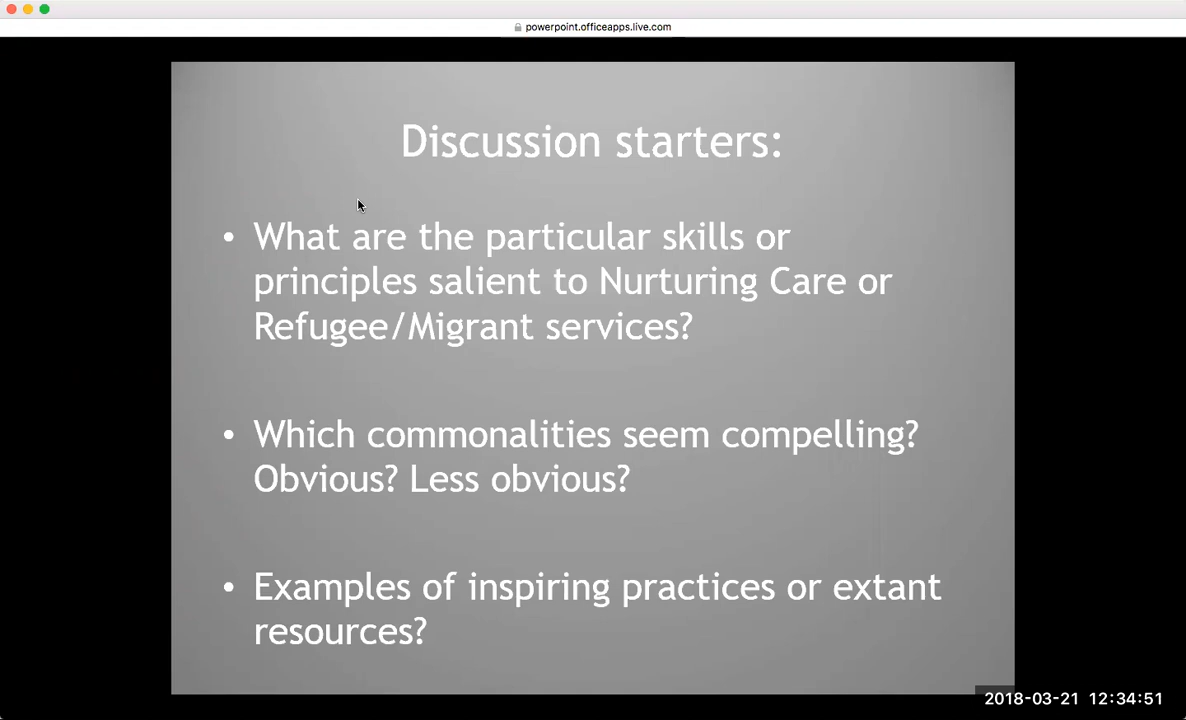 powerpoint.officeapps.live.com
Discussion starters:
• What are the particular skills or
principles salient to Nurturing Care or
Refugee/Migrant services?
• Which commonalities seem compelling?
Obvious? Less obvious?
• Examples of inspiring practices or extant
resources?
2018-03-21 12:34:51